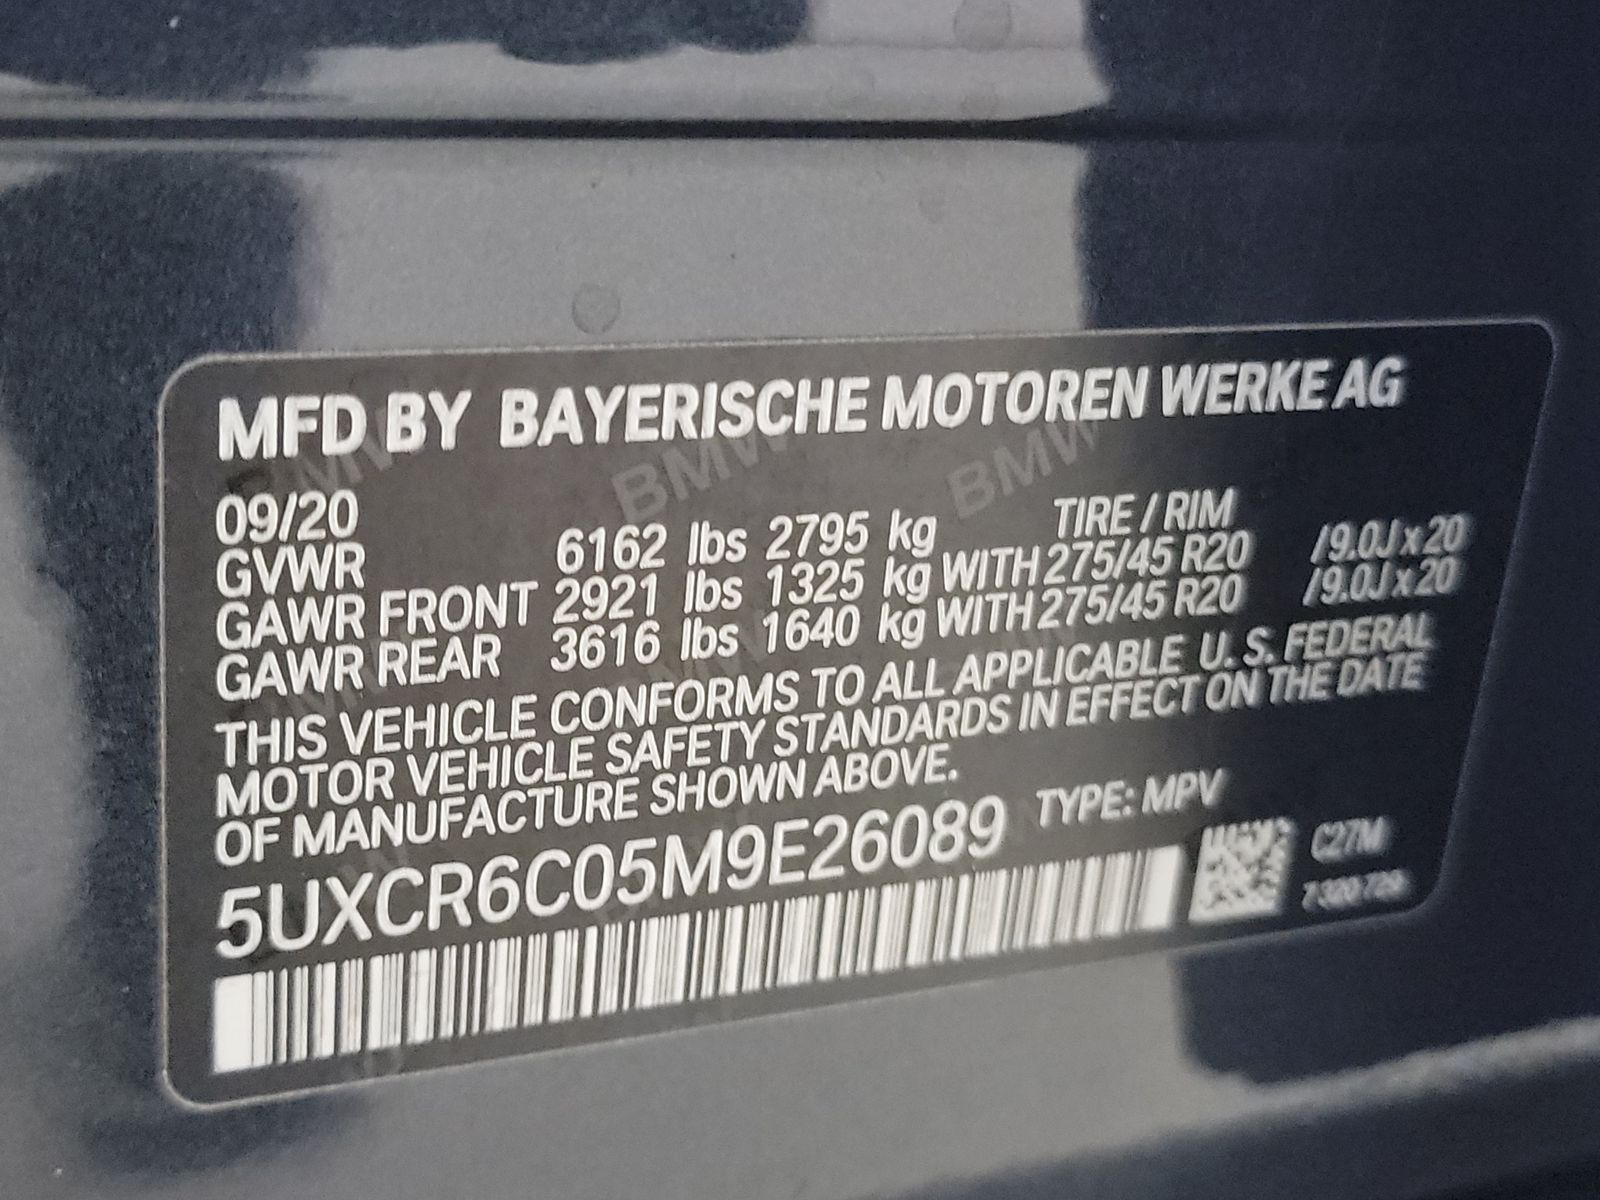 MFD BY BAYERISCHE MOTOREN WERKE AG
09/20 TIRE / RIM
GVWR 6162 lbs 2795 kg
GAWR FRONT 2921 lbs 1325 kg WITH 275/45 R20 /9.0J x 20
GAWR REAR 3616 lbs 1640 kg WITH 275/45 R20 /9.0J x 20
THIS VEHICLE CONFORMS TO ALL APPLICABLE U. S. FEDERAL
MOTOR VEHICLE SAFETY STANDARDS IN EFFECT ON THE DATE
OF MANUFACTURE SHOWN ABOVE.
5UXCR6C05M9E26089 TYPE: MPV
C27M